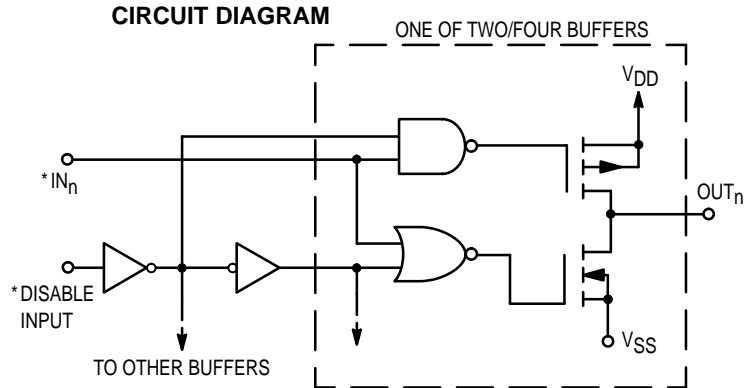 CIRCUIT DIAGRAM
ONE OF TWO/FOUR BUFFERS
VDD
*INn
OUTn
*DISABLE
INPUT
VSS
TO OTHER BUFFERS